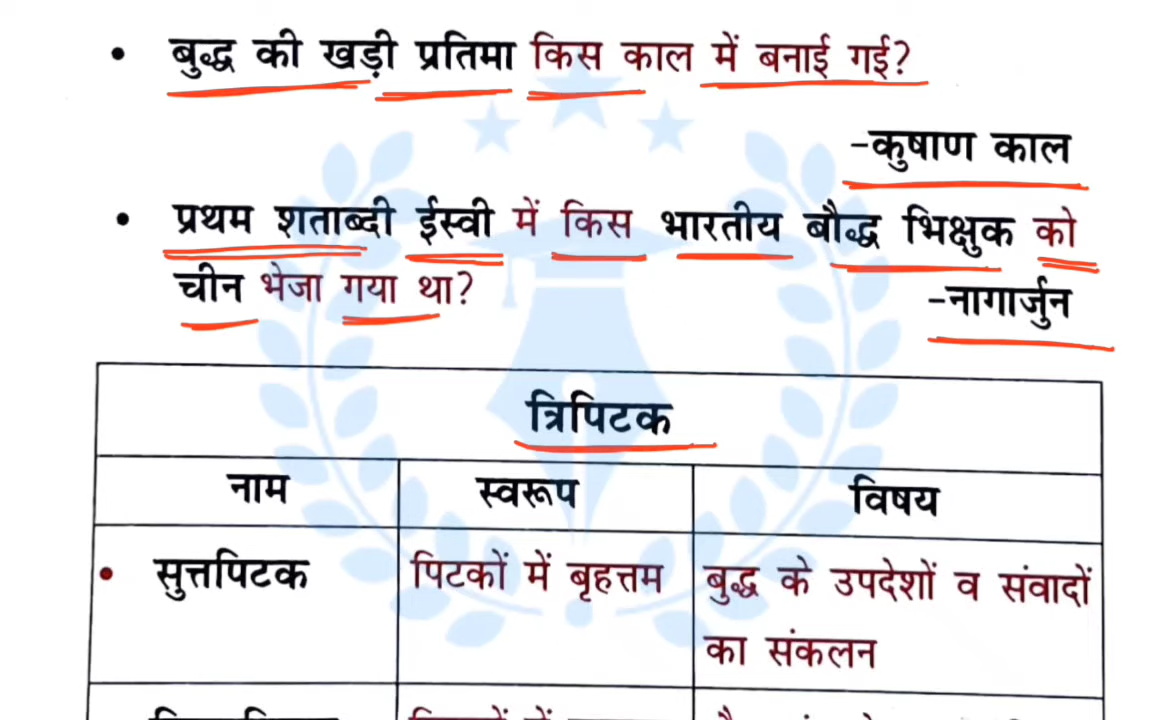 • बुद्ध की खड़ी प्रतिमा किस काल में बनाई गई?
-कुषाण काल
• प्रथम शताब्दी ईस्वी में किस भारतीय बौद्ध भिक्षुक को
चीन भेजा गया था?
-नागार्जुन
त्रिपिटक
नाम स्वरूप विषय
• सुत्तपिटक पिटकों में बृहत्तम बुद्ध के उपदेशों व संवादों
का संकलन